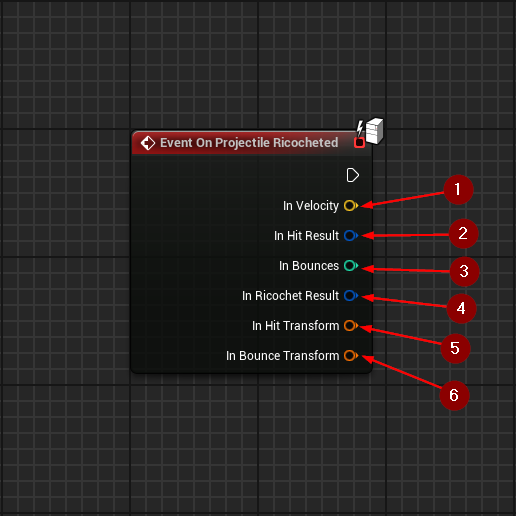 Event On Projectile Ricocheted
In Velocity 1
In Hit Result 2
In Bounces 3
In Ricochet Result 4
In Hit Transform 5
In Bounce Transform 6